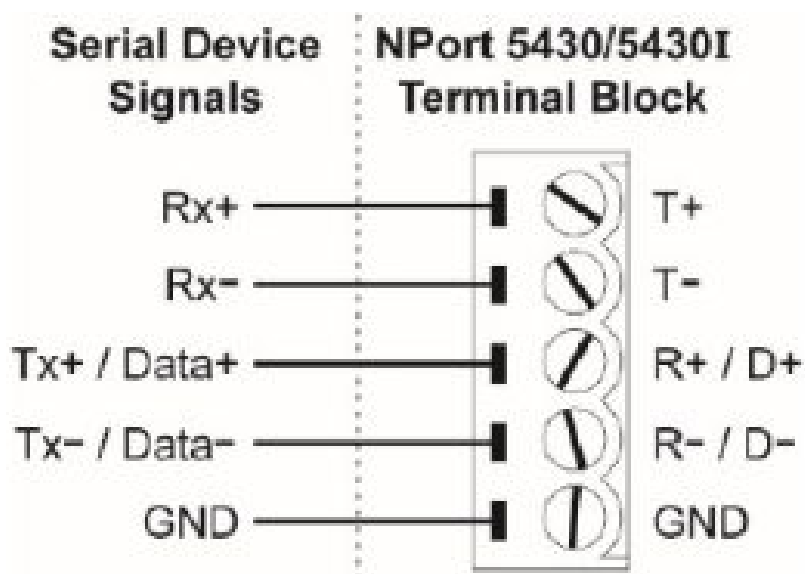 Serial Device Signals
NPort 5430/5430I Terminal Block
Rx+ T+
Rx- T-
Tx+ / Data+ R+ / D+
Tx- / Data- R- / D-
GND GND